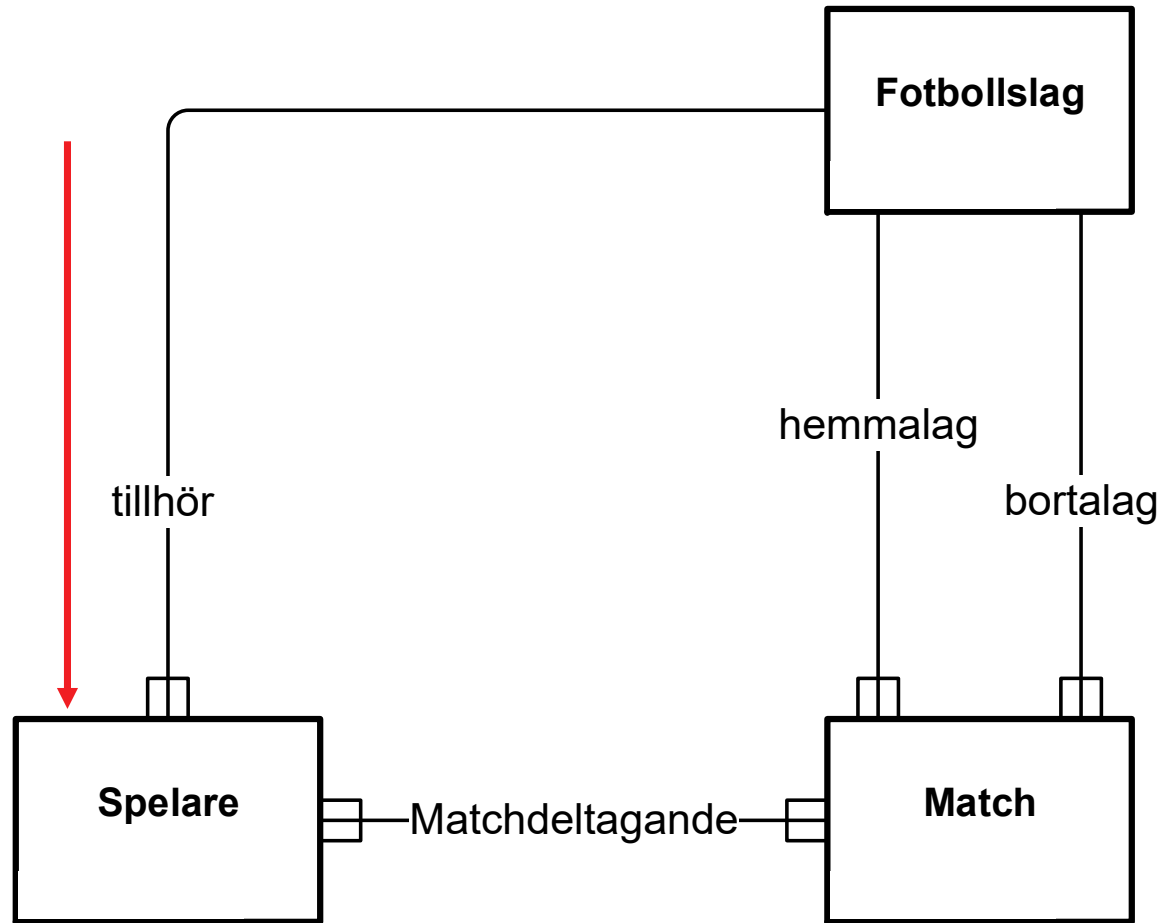 Fotbollslag
hemmalag
tillhör
bortalag
Spelare
Matchdeltagande
Match